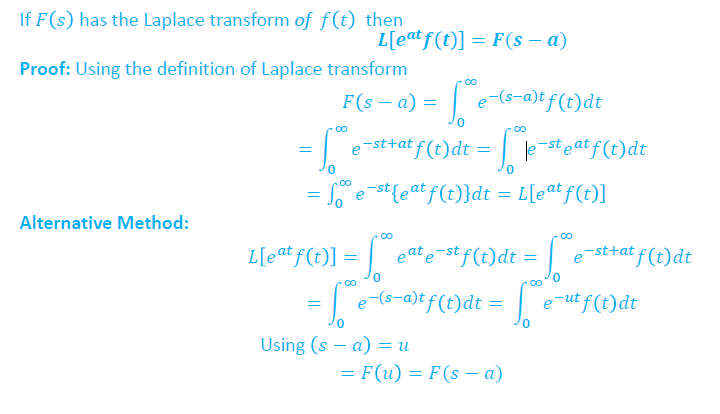 If F(s) has the Laplace transform of f(t) then
L[e^{at} f(t)] = F(s − a)
Proof: Using the definition of Laplace transform
F(s − a) = ∫_0^∞ e^{−(s−a)t} f(t)dt
= ∫_0^∞ e^{−st+at} f(t)dt = ∫_0^∞ e^{−st} e^{at} f(t)dt
= ∫_0^∞ e^{−st} {e^{at} f(t)}dt = L[e^{at} f(t)]
Alternative Method:
L[e^{at} f(t)] = ∫_0^∞ e^{at} e^{−st} f(t)dt = ∫_0^∞ e^{−st+at} f(t)dt
= ∫_0^∞ e^{−(s−a)t} f(t)dt = ∫_0^∞ e^{−ut} f(t)dt
Using (s − a) = u
= F(u) = F(s − a)